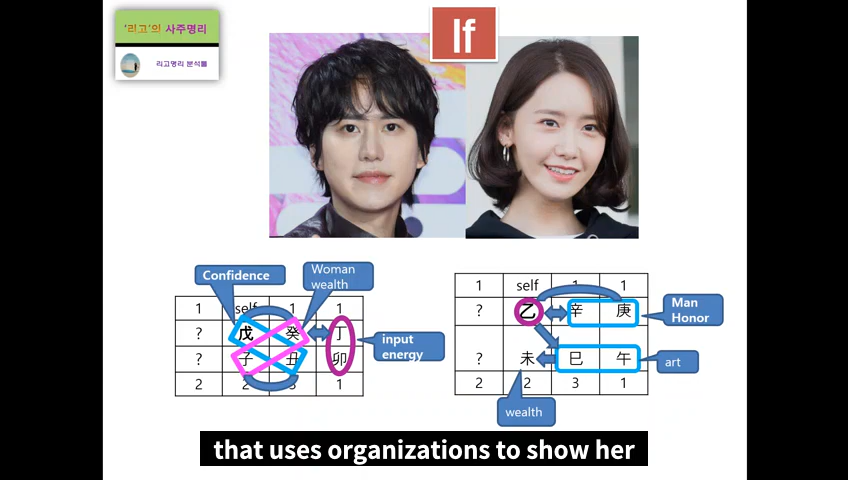 '리고'의 사주명리
리고명리 분석툴
If
Confidence
Woman
wealth
1 self 1 1
? 戊 癸 丁
? 子 丑 卯
2 2 3 1
input
energy
1 self 1 1
? 乙 辛 庚
? 未 巳 午
2 2 3 1
Man
Honor
art
wealth
that uses organizations to show her